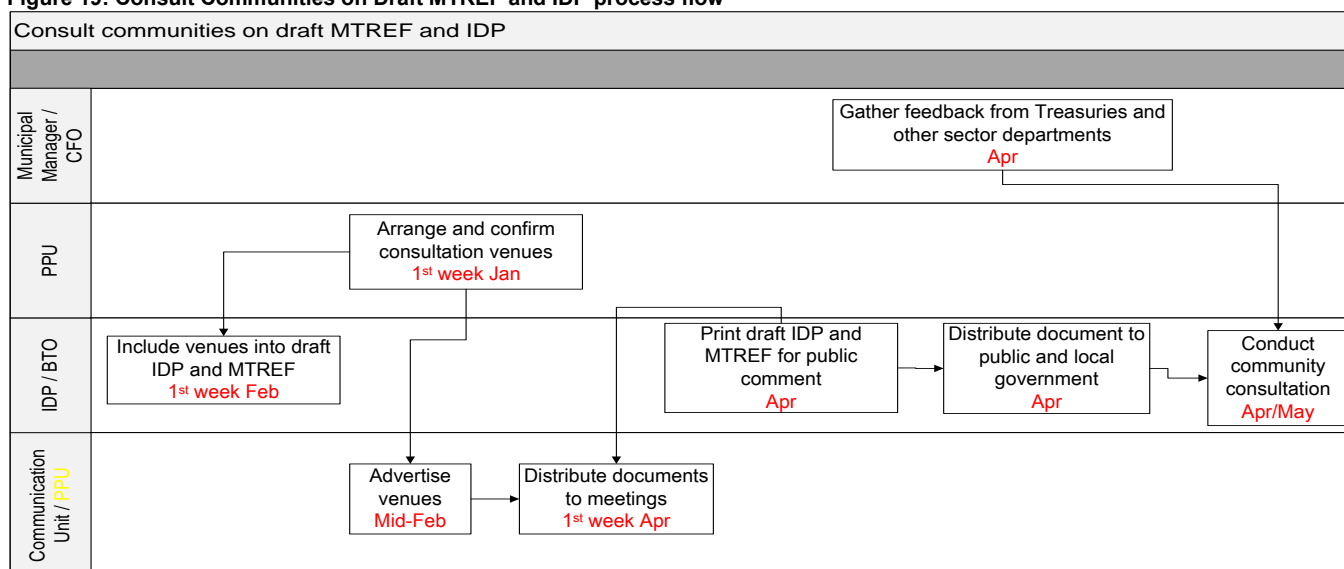 Figure 19: Consult Communities on Draft MTREF and IDP process flow
Consult communities on draft MTREF and IDP
Municipal
Manager /
CFO
Gather feedback from Treasuries and
other sector departments
Apr
PPU
Arrange and confirm
consultation venues
1st week Jan
IDP / BTO
Include venues into draft
IDP and MTREF
1st week Feb
Print draft IDP and
MTREF for public
comment
Apr
Distribute document to
public and local
government
Apr
Conduct
community
consultation
Apr/May
Communication
Unit / PPU
Advertise
venues
Mid-Feb
Distribute documents
to meetings
1st week Apr